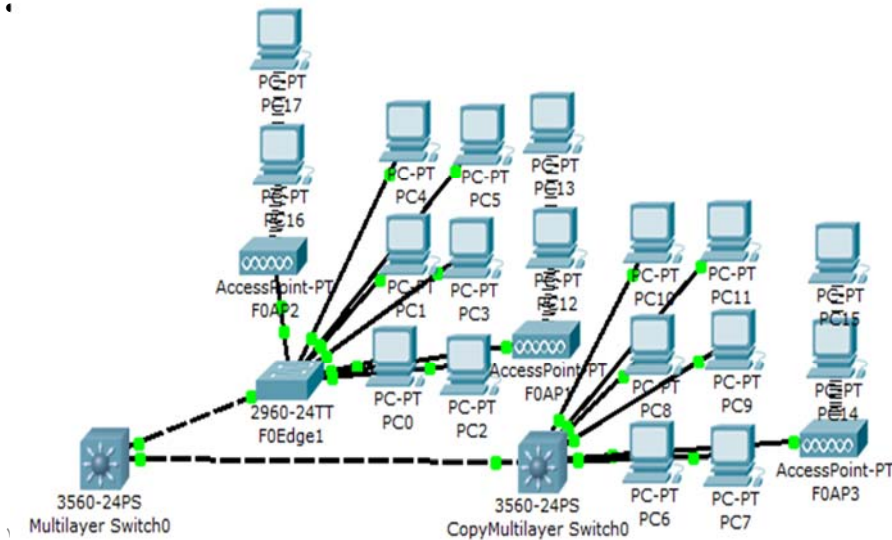 PC-PT
PC17
PC-PT
PC16
AccessPoint-PT
F0AP2
PC-PT
PC4
PC-PT
PC5
PC-PT
PC13
PC-PT
PC1
PC-PT
PC3
PC-PT
PC12
AccessPoint-PT
F0AP1
PC-PT
PC0
PC-PT
PC2
2960-24TT
F0Edge1
PC-PT
PC10
PC-PT
PC11
PC-PT
PC15
PC-PT
PC8
PC-PT
PC9
PC-PT
PC14
AccessPoint-PT
F0AP3
PC-PT
PC6
PC-PT
PC7
3560-24PS
Multilayer Switch0
3560-24PS
CopyMultilayer Switch0